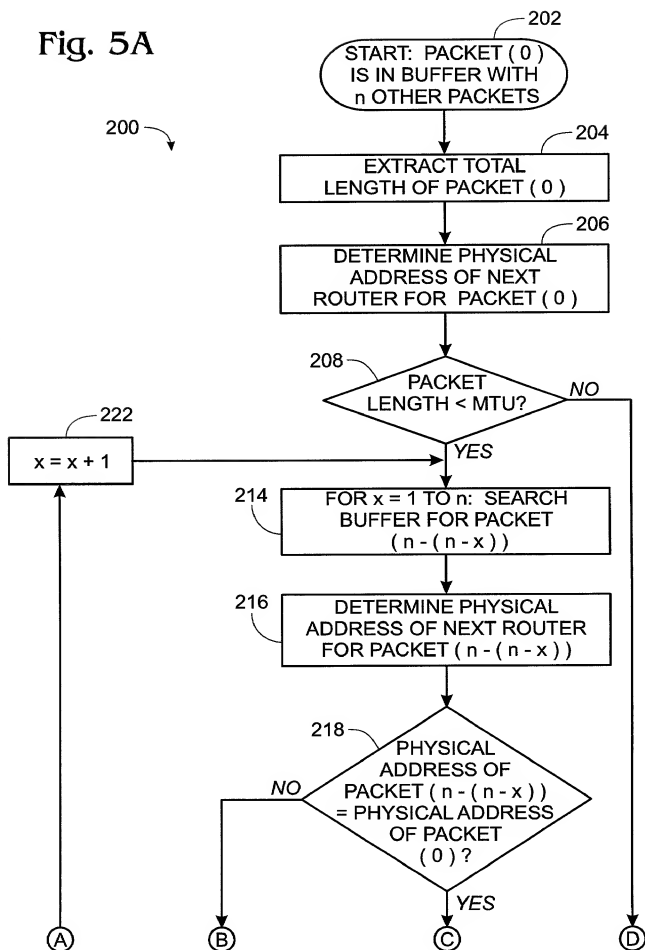 Fig. 5A
200
202
START: PACKET ( 0 )
IS IN BUFFER WITH
n OTHER PACKETS
204
EXTRACT TOTAL
LENGTH OF PACKET ( 0 )
206
DETERMINE PHYSICAL
ADDRESS OF NEXT
ROUTER FOR PACKET ( 0 )
208
PACKET
LENGTH < MTU?
NO
YES
222
x = x + 1
214
FOR x = 1 TO n: SEARCH
BUFFER FOR PACKET
( n - ( n - x ) )
216
DETERMINE PHYSICAL
ADDRESS OF NEXT ROUTER
FOR PACKET ( n - ( n - x ) )
218
PHYSICAL
ADDRESS OF
PACKET ( n - ( n - x ) )
= PHYSICAL ADDRESS
OF PACKET
( 0 ) ?
NO
YES
A
B
C
D